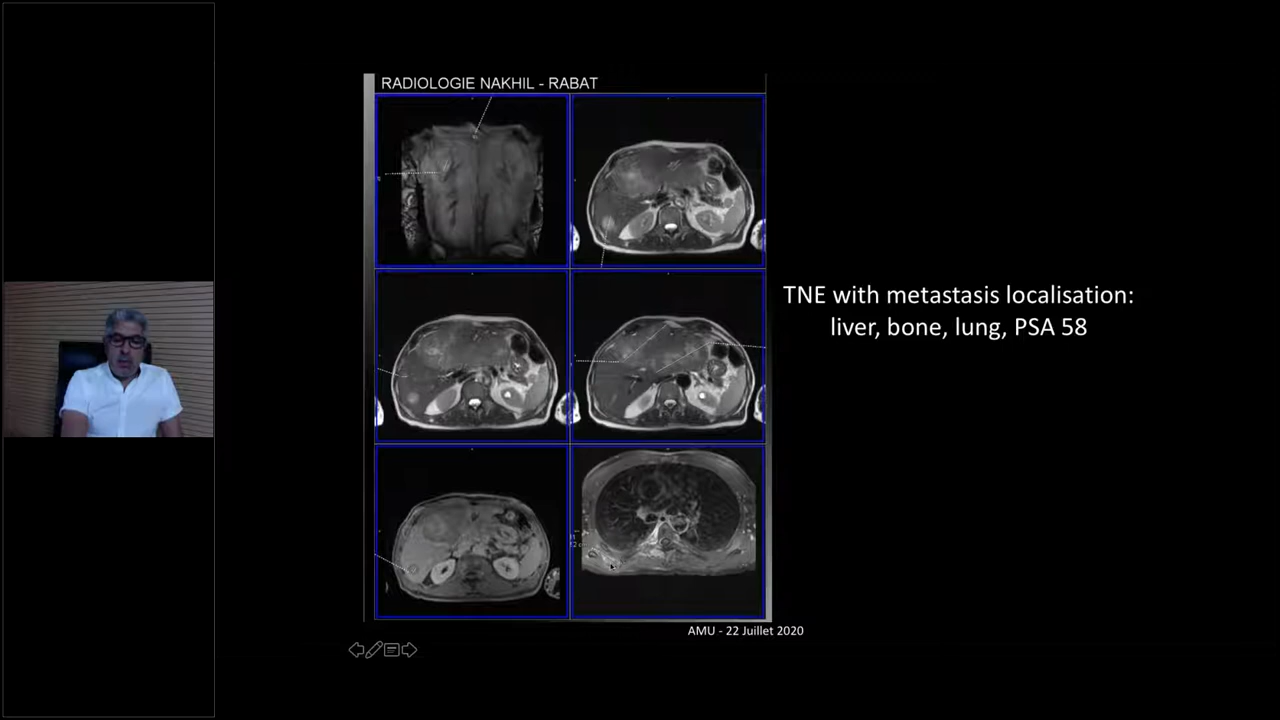 RADIOLOGIE NAKHIL - RABAT
TNE with metastasis localisation:
liver, bone, lung, PSA 58
AMU - 22 Juillet 2020